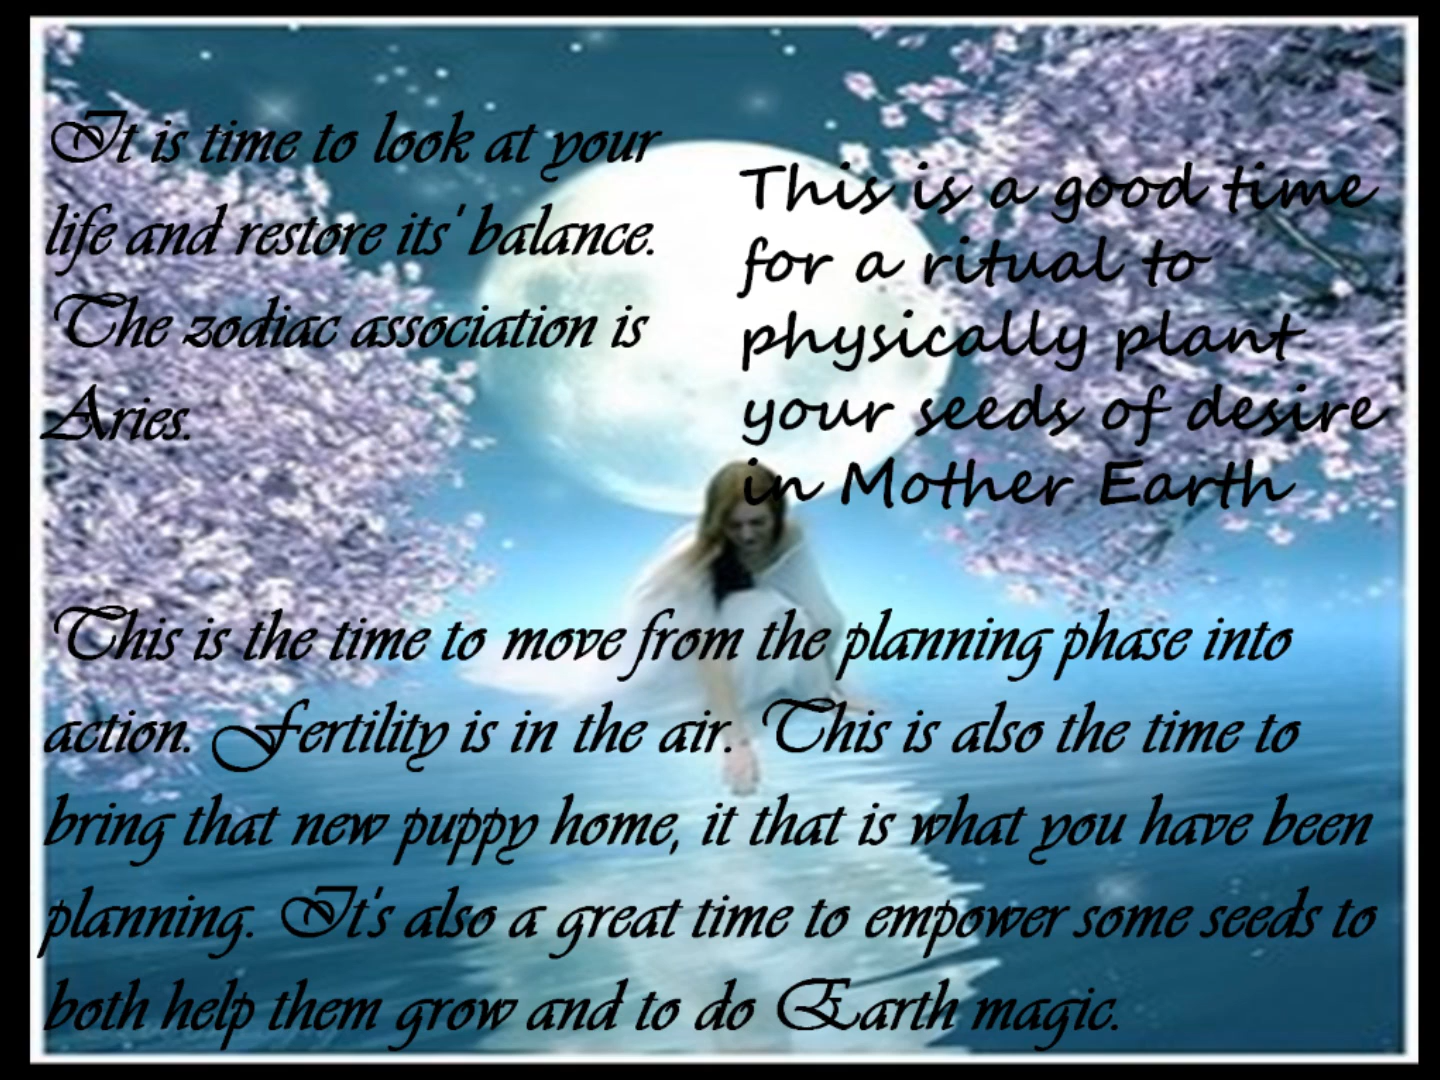 It is time to look at your
life and restore its' balance.
The zodiac association is
Aries.
This is a good time
for a ritual to
physically plant
your seeds of desire
in Mother Earth
This is the time to move from the planning phase into
action. Fertility is in the air. This is also the time to
bring that new puppy home, it that is what you have been
planning. It's also a great time to empower some seeds to
both help them grow and to do Earth magic.